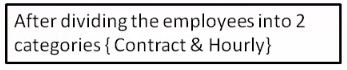 After dividing the employees into 2
categories { Contract & Hourly}